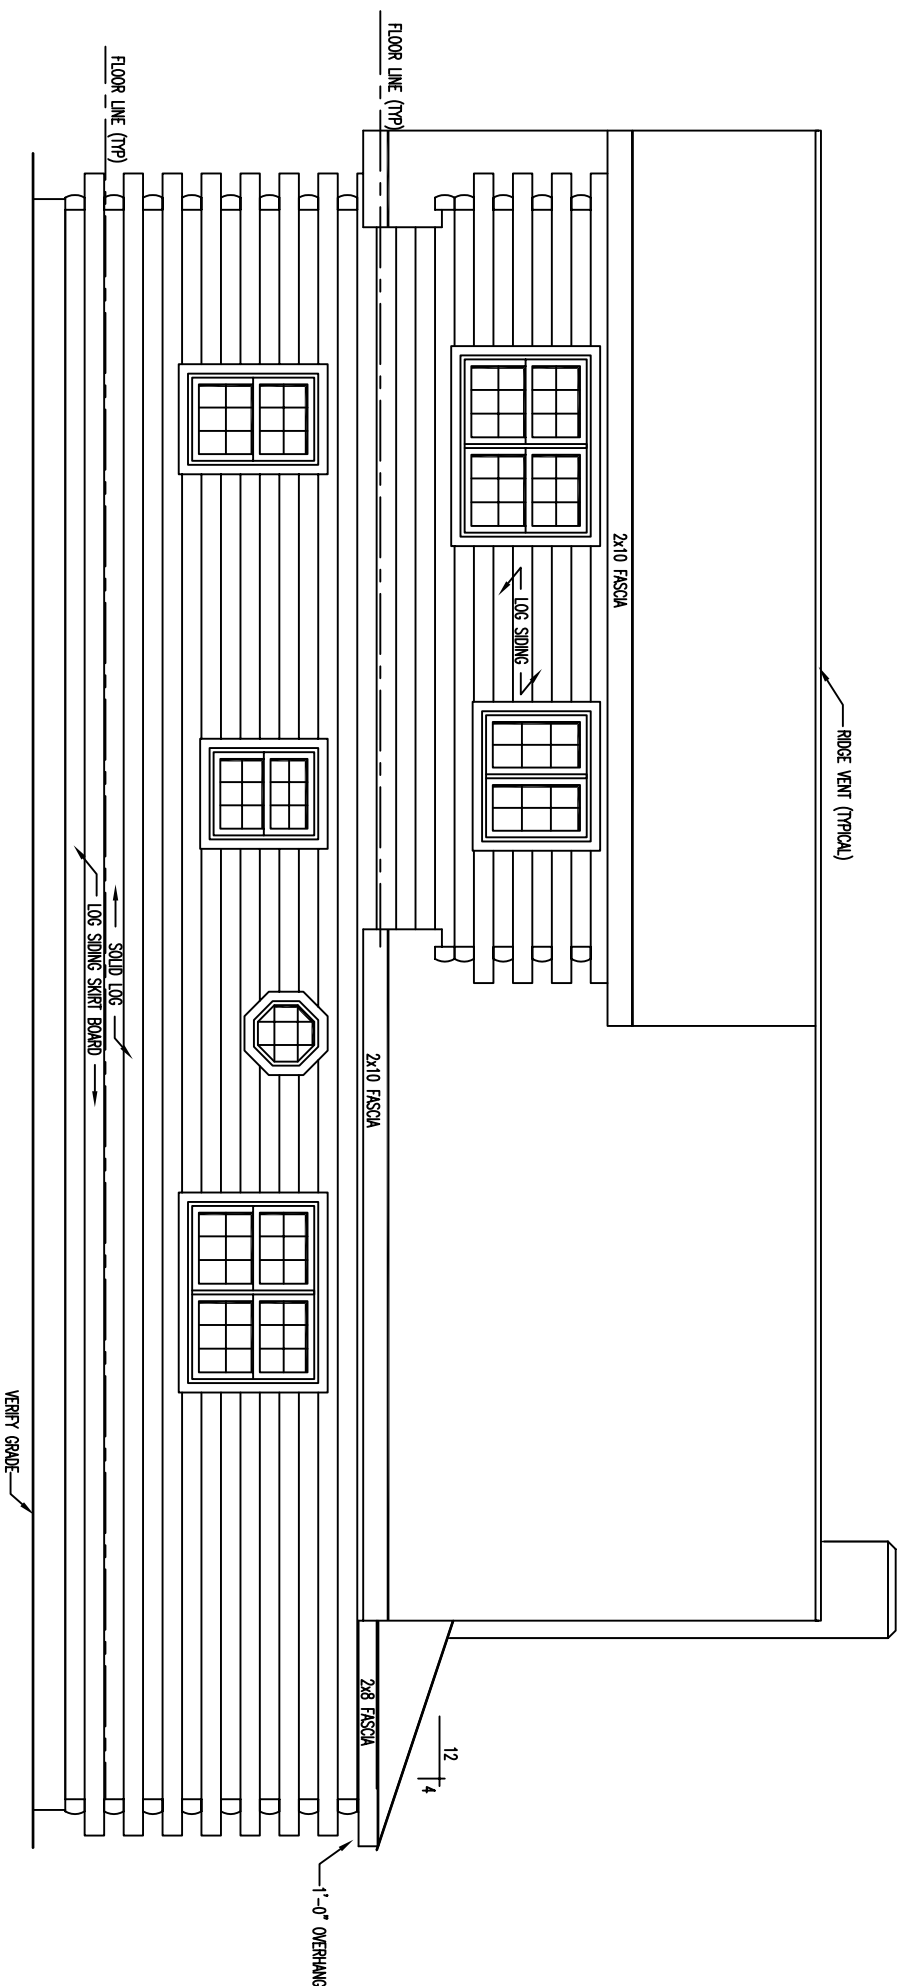 RIDGE VENT (TYPICAL)
2x10 FASCIA
LOG SIDING
12
4
FLOOR LINE (TYP)
2x10 FASCIA
2x8 FASCIA
1'-0" OVERHANG
FLOOR LINE (TYP)
SOLID LOG
LOG SIDING SKIRT BOARD
VERIFY GRADE